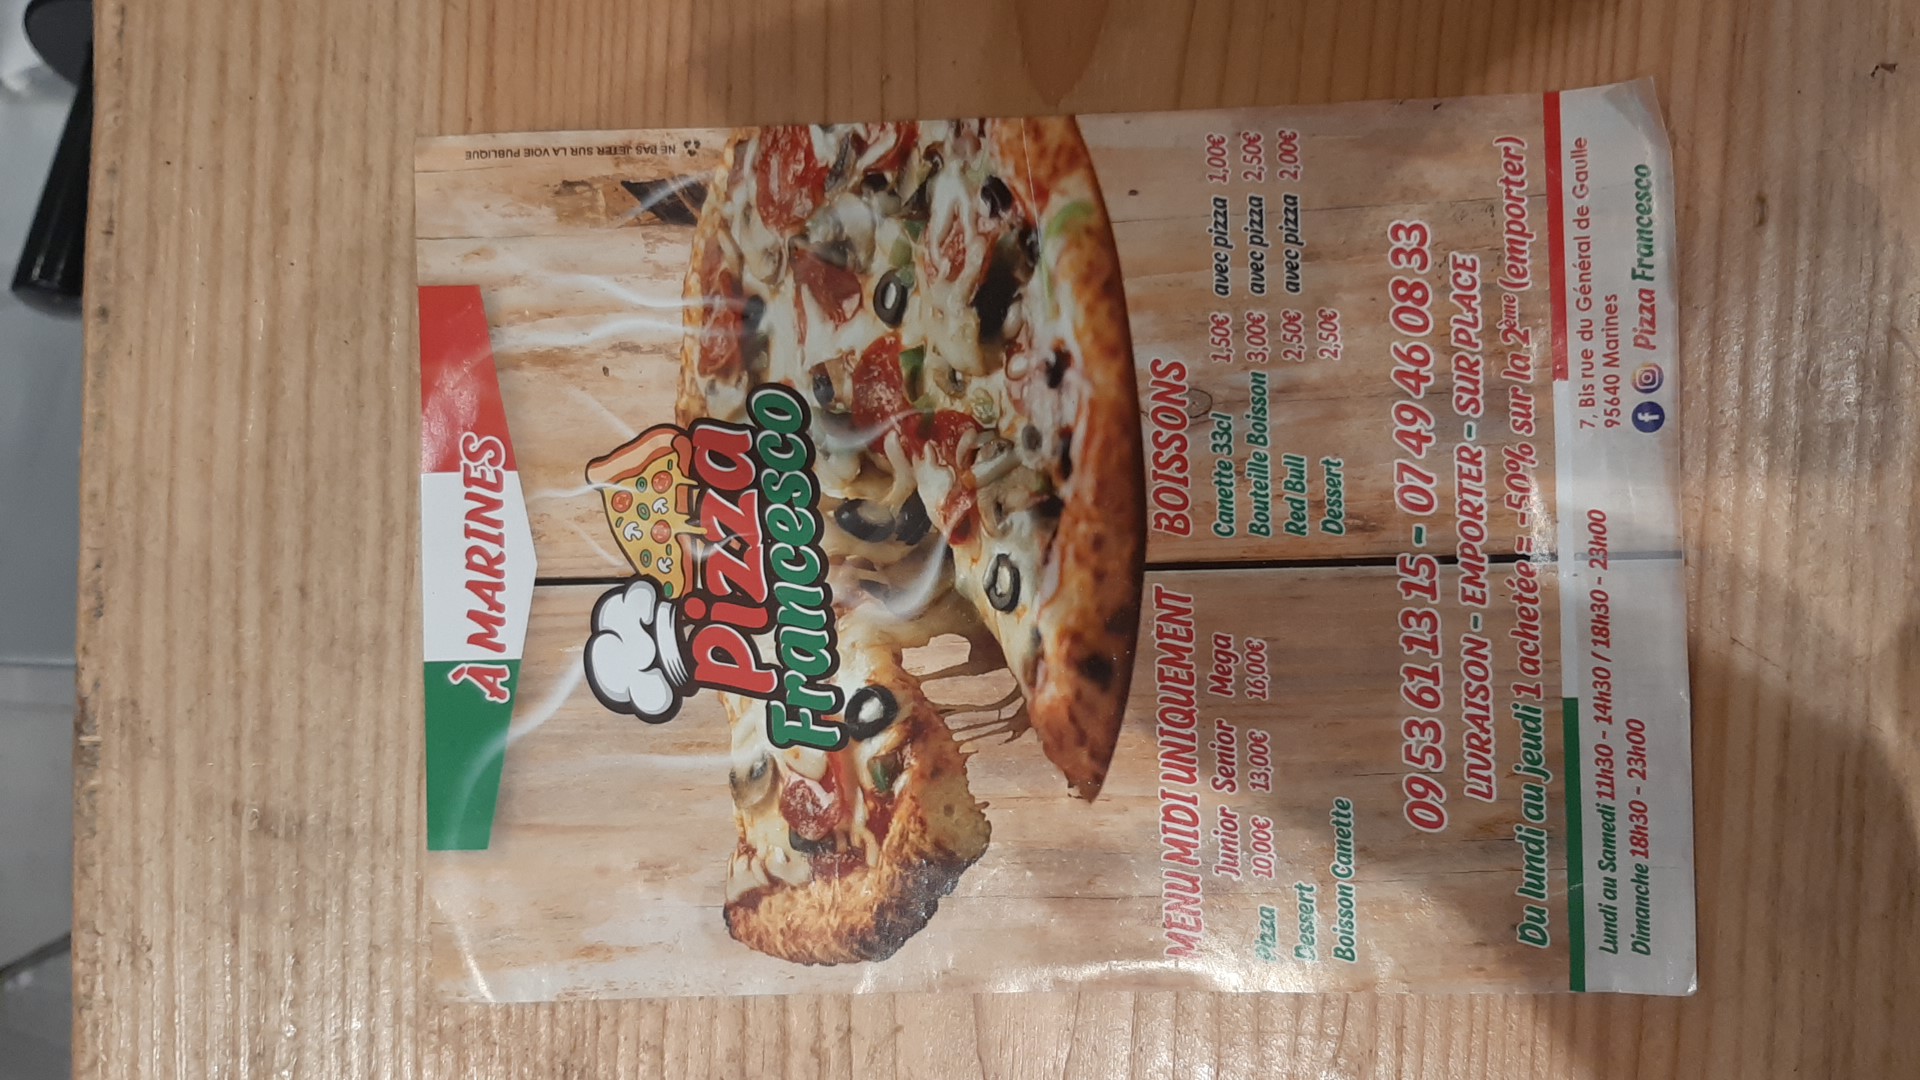 NE PAS JETER SUR LA VOIE PUBLIQUE
À MARINES
Pizza
Francesco
MENU MIDI UNIQUEMENT
Junior Senior Mega
Pizza 10,00€ 13,00€ 16,00€
Dessert
Boisson Canette
BOISSONS
Canette 33cl 1,50€ avec pizza 1,00€
Bouteille Boisson 3,00€ avec pizza 2,50€
Red Bull 2,50€ avec pizza 2,00€
Dessert 2,50€
09 53 61 13 15 - 07 49 46 08 33
LIVRAISON - EMPORTER - SUR PLACE
Du lundi au jeudi 1 achetée = -50% sur la 2ème (emporter)
Lundi au Samedi 11h30 - 14h30 / 18h30 - 23h00
Dimanche 18h30 - 23h00
7, Bis rue du Général de Gaulle
95640 Marines
Pizza Francesco